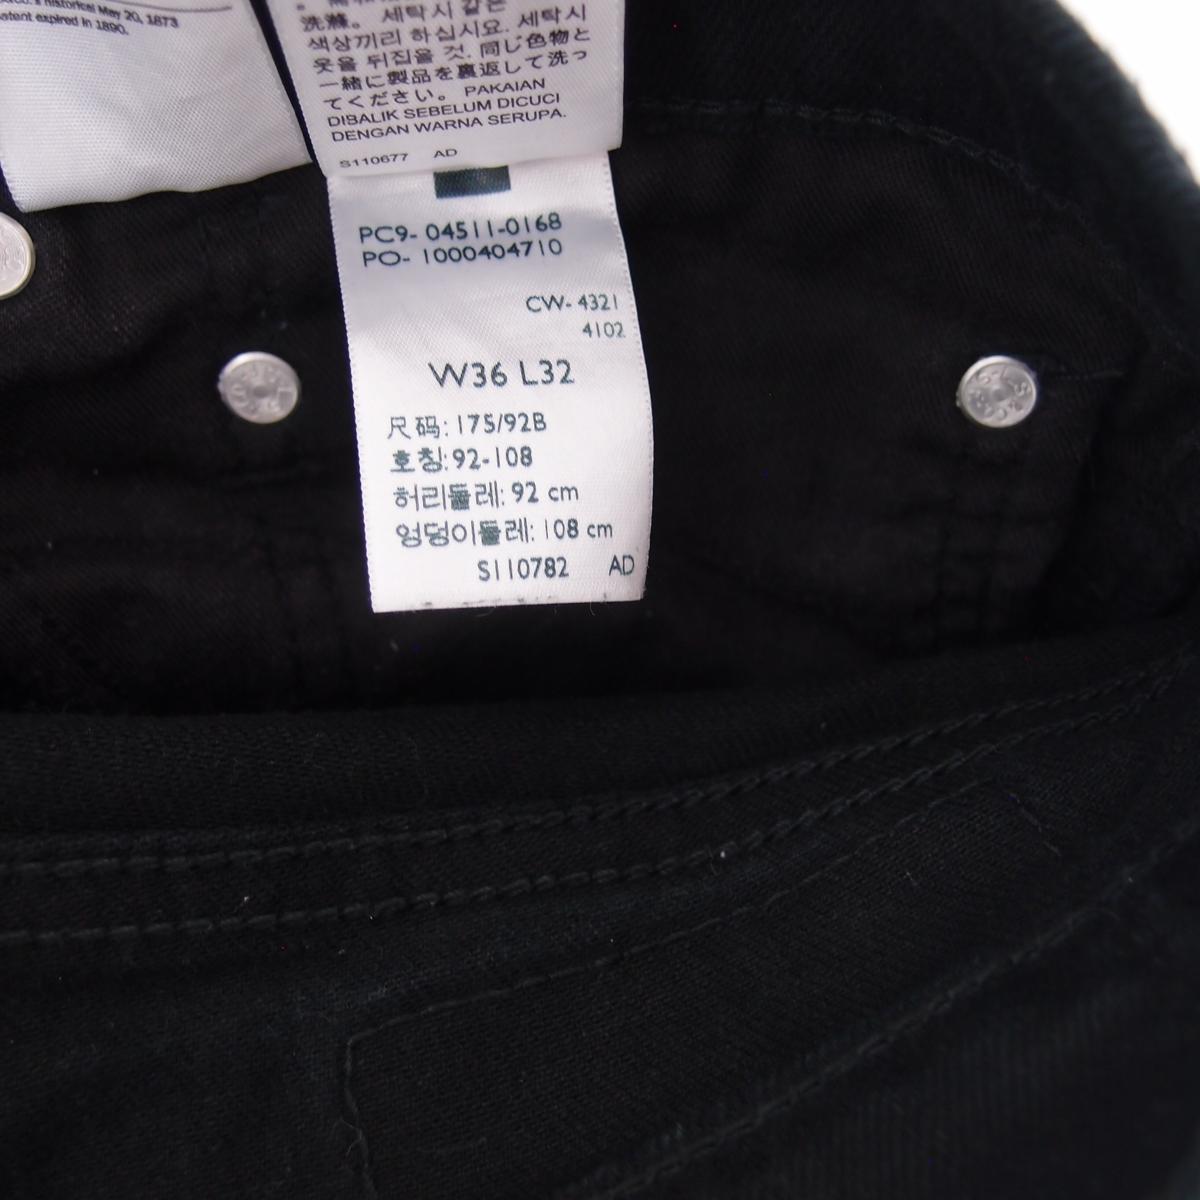 's historical May 20, 1873
patent expired in 1890.
洗滌。세탁시 같은
색상끼리 하십시요. 세탁시
옷을 뒤집을 것. 同じ色物と
一緒に製品を裏返して洗っ
てください。PAKAIAN
DIBALIK SEBELUM DICUCI
DENGAN WARNA SERUPA.
S110677 AD
PC9- 04511-0168
PO- 1000404710
CW- 4321
4102
W36 L32
尺码: 175/92B
호칭: 92-108
허리둘레: 92 cm
엉덩이둘레: 108 cm
S110782 AD